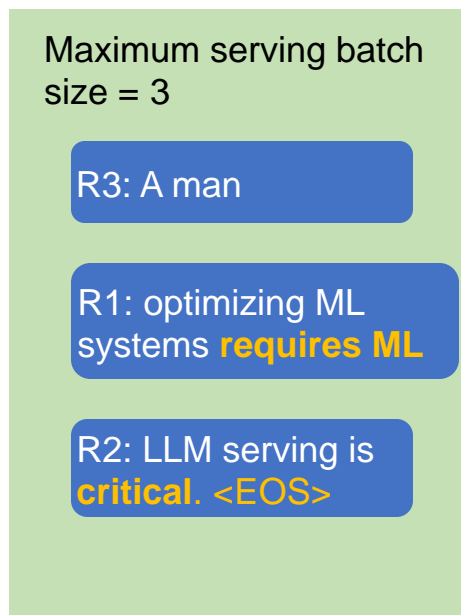 Maximum serving batch
size = 3
R3: A man
R1: optimizing ML
systems requires ML
R2: LLM serving is
critical. <EOS>